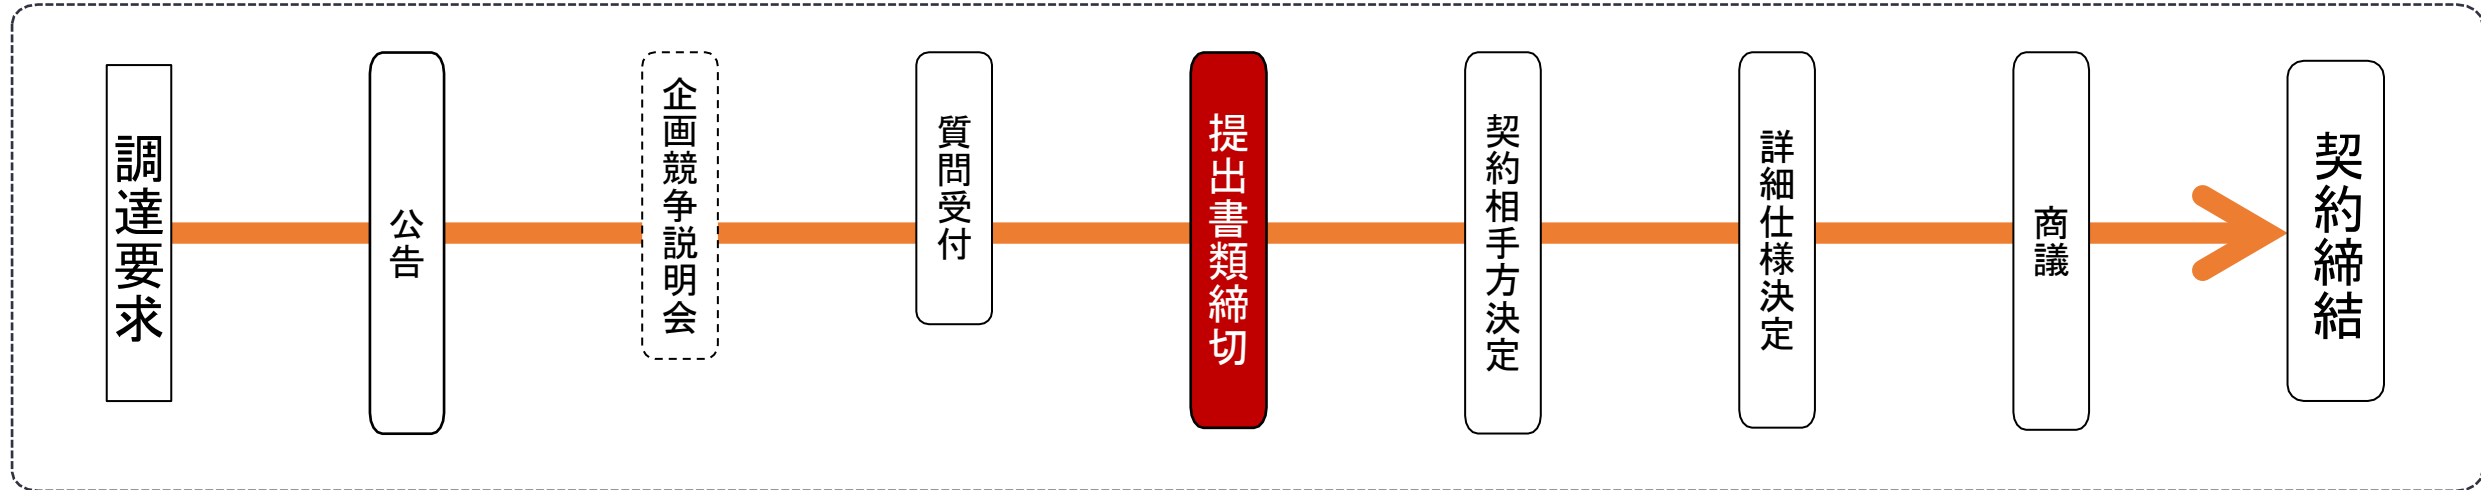 調達要求
公告
企画競争説明会
質問受付
提出書類締切
契約相手方決定
詳細仕様決定
商議
契約締結